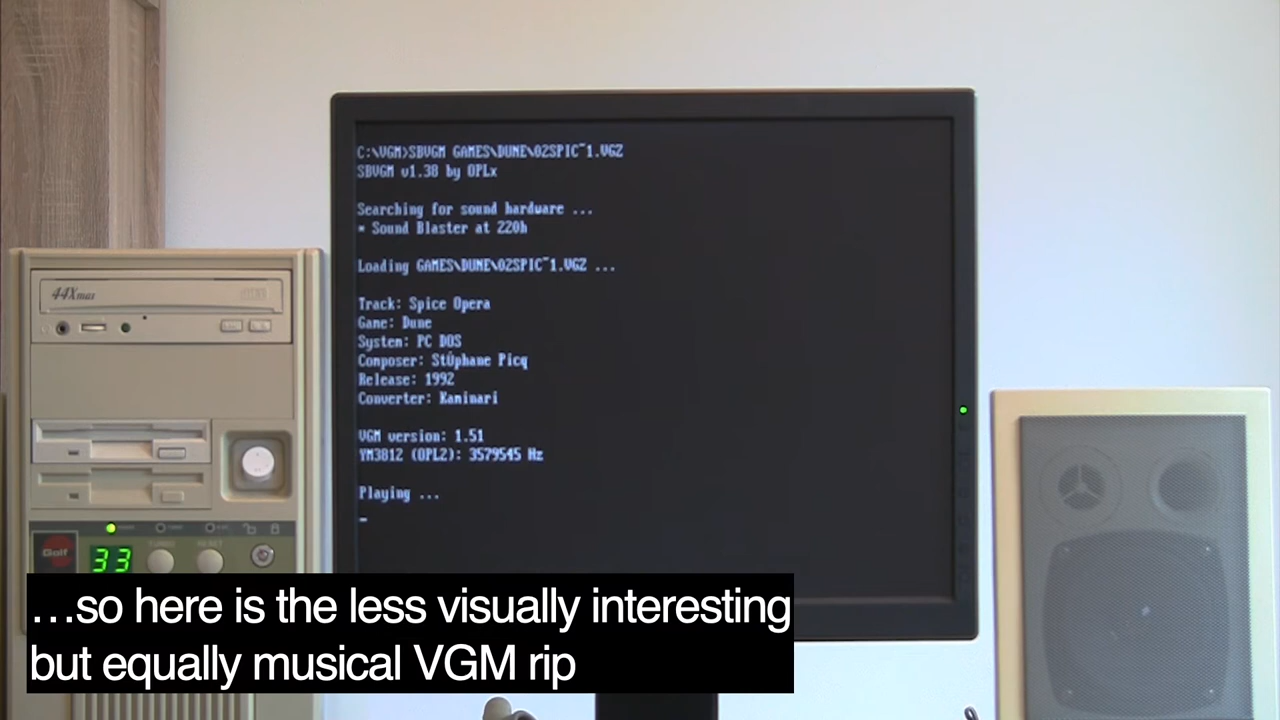 C:\VGM>SBVGM GAMES\DUNE\02SPIC~1.VGZ
SBVGM v1.38 by OPLx
Searching for sound hardware ...
* Sound Blaster at 220h
Loading GAMES\DUNE\02SPIC~1.VGZ ...
Track: Spice Opera
Game: Dune
System: PC DOS
Composer: StÚphane Picq
Release: 1992
Converter: Kaminari
VGM version: 1.51
YM3812 (OPL2): 3579545 Hz
Playing ...
44Xmax
Golf
33
TURBO
RESET
...so here is the less visually interesting
but equally musical VGM rip